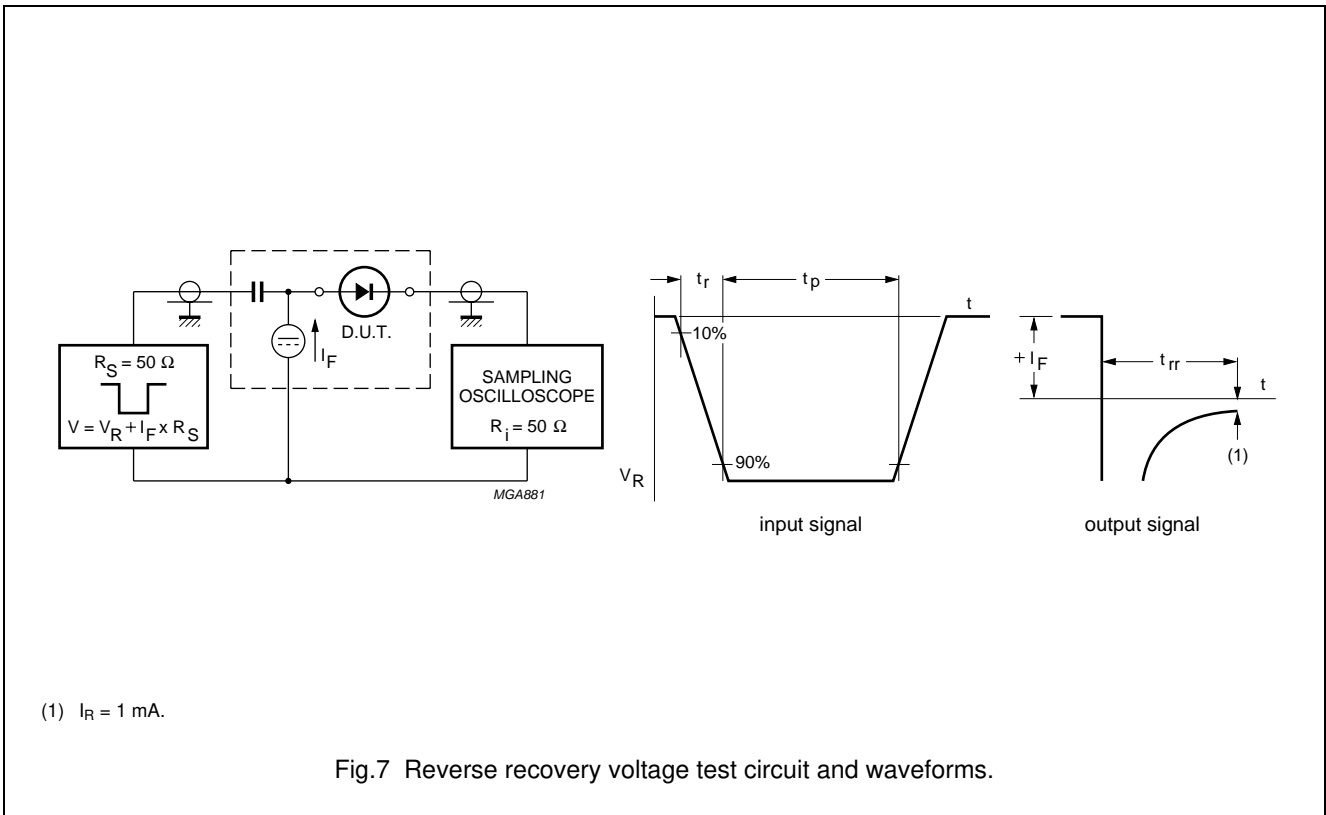 R_S = 50 Ω
V = V_R + I_F x R_S
I_F
D.U.T.
SAMPLING
OSCILLOSCOPE
R_i = 50 Ω
MGA881
t_r
t_p
t
10%
90%
V_R
input signal
+ I_F
t_rr
t
(1)
output signal
(1) I_R = 1 mA.
Fig.7 Reverse recovery voltage test circuit and waveforms.